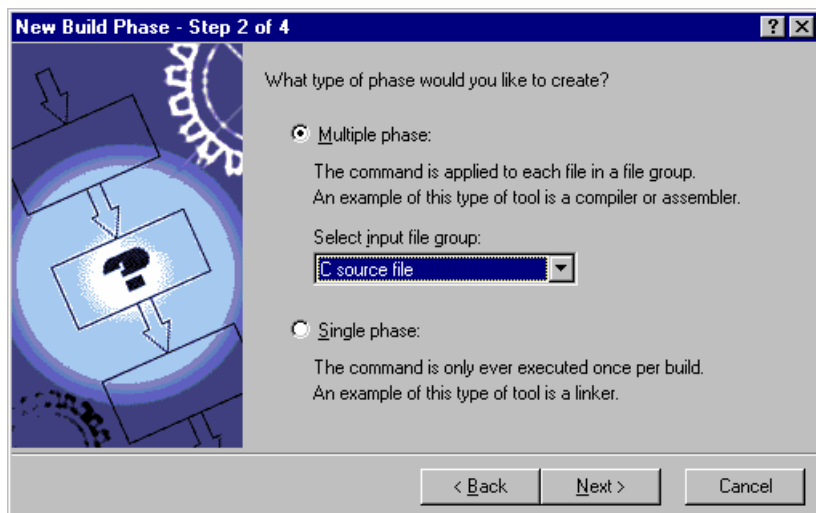 New Build Phase - Step 2 of 4
What type of phase would you like to create?
Multiple phase:
The command is applied to each file in a file group.
An example of this type of tool is a compiler or assembler.
Select input file group:
C source file
Single phase:
The command is only ever executed once per build.
An example of this type of tool is a linker.
< Back Next > Cancel